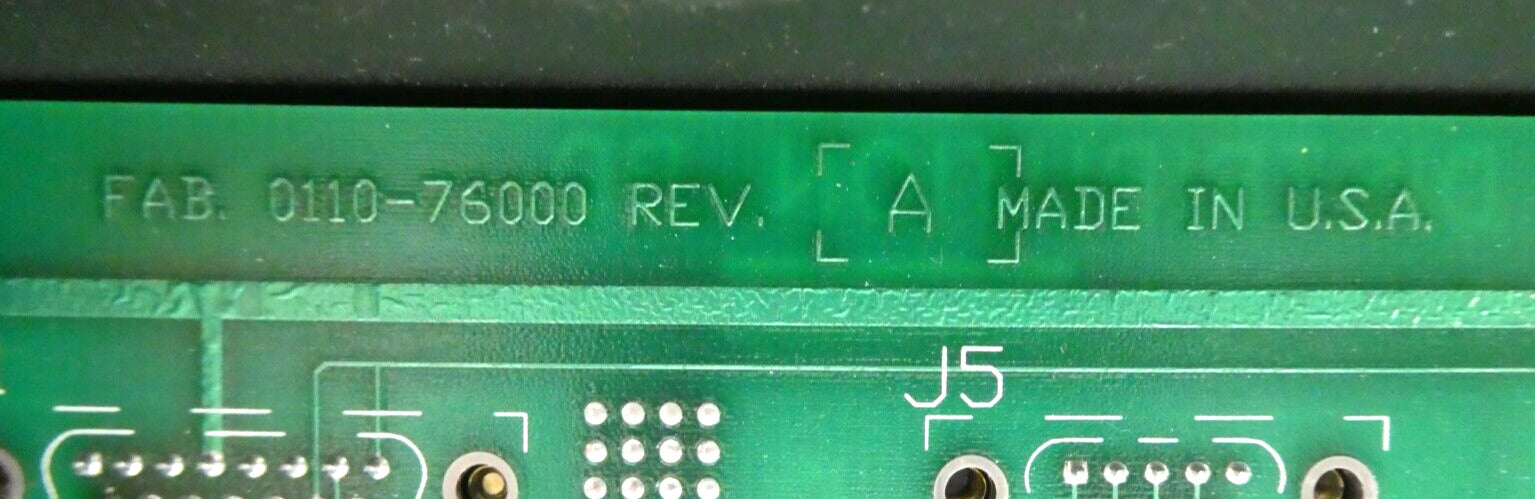 FAB. 0110-76000 REV. [A] MADE IN U.S.A.
J5